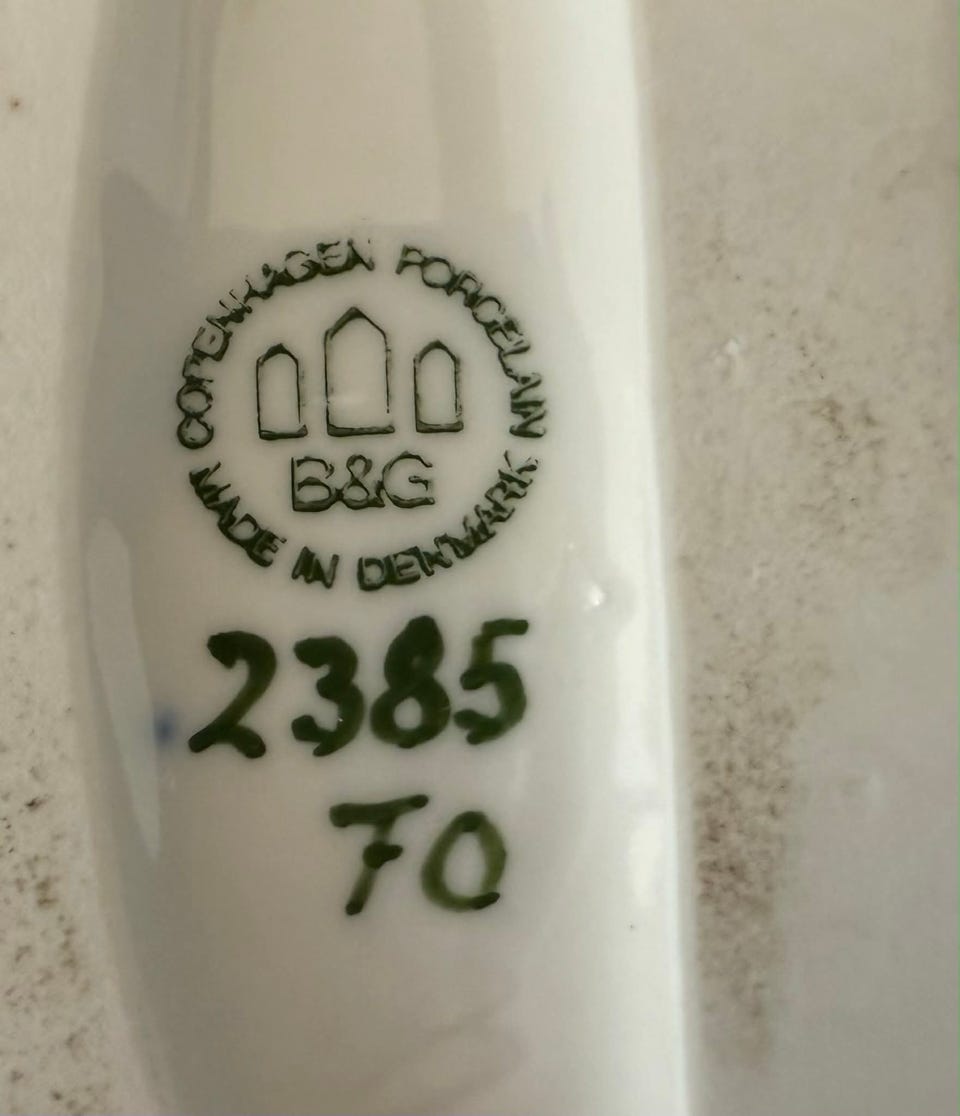 COPENHAGEN PORCELAIN
B&G
MADE IN DENMARK
2385
70